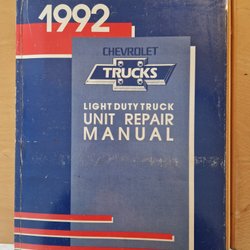 1992
CHEVROLET
TRUCKS
LIGHT DUTY TRUCK
UNIT REPAIR
MANUAL